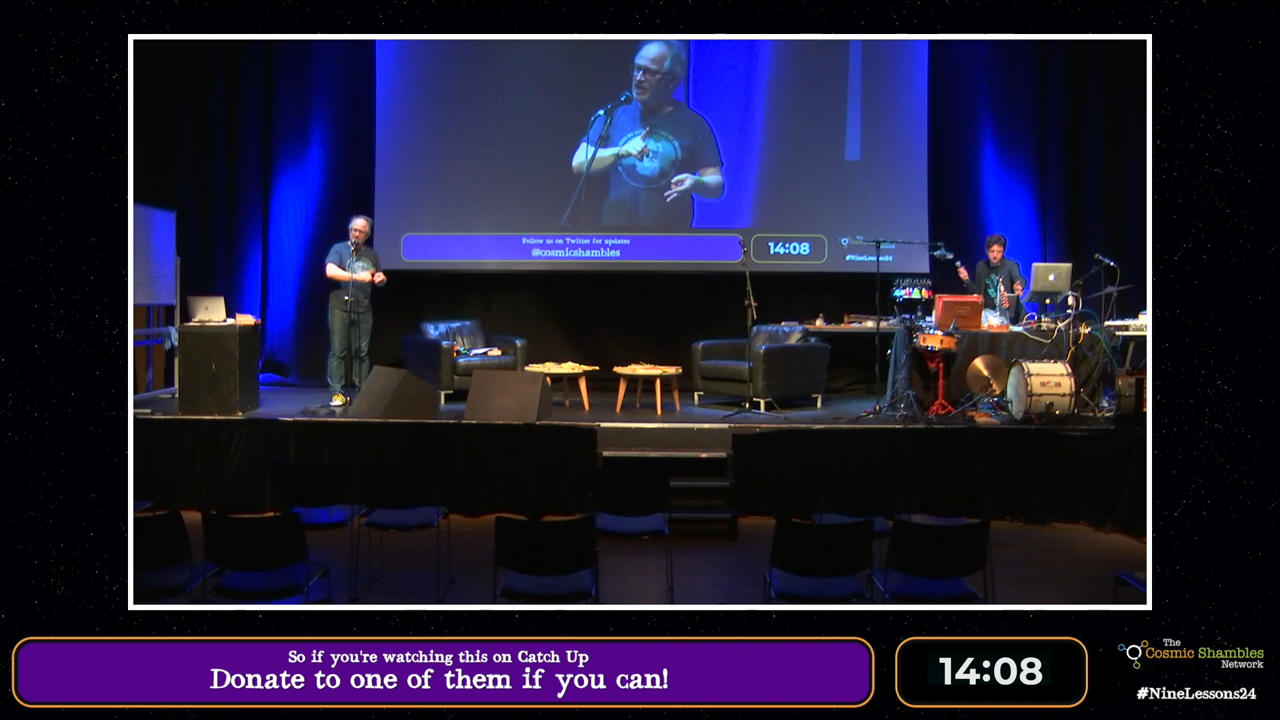 Follow us on Twitter for updates
@cosmicshambles
14:08
#NineLessons24
YAMAHA
So if you're watching this on Catch Up
Donate to one of them if you can!
14:08
The
Cosmic Shambles
Network
#NineLessons24